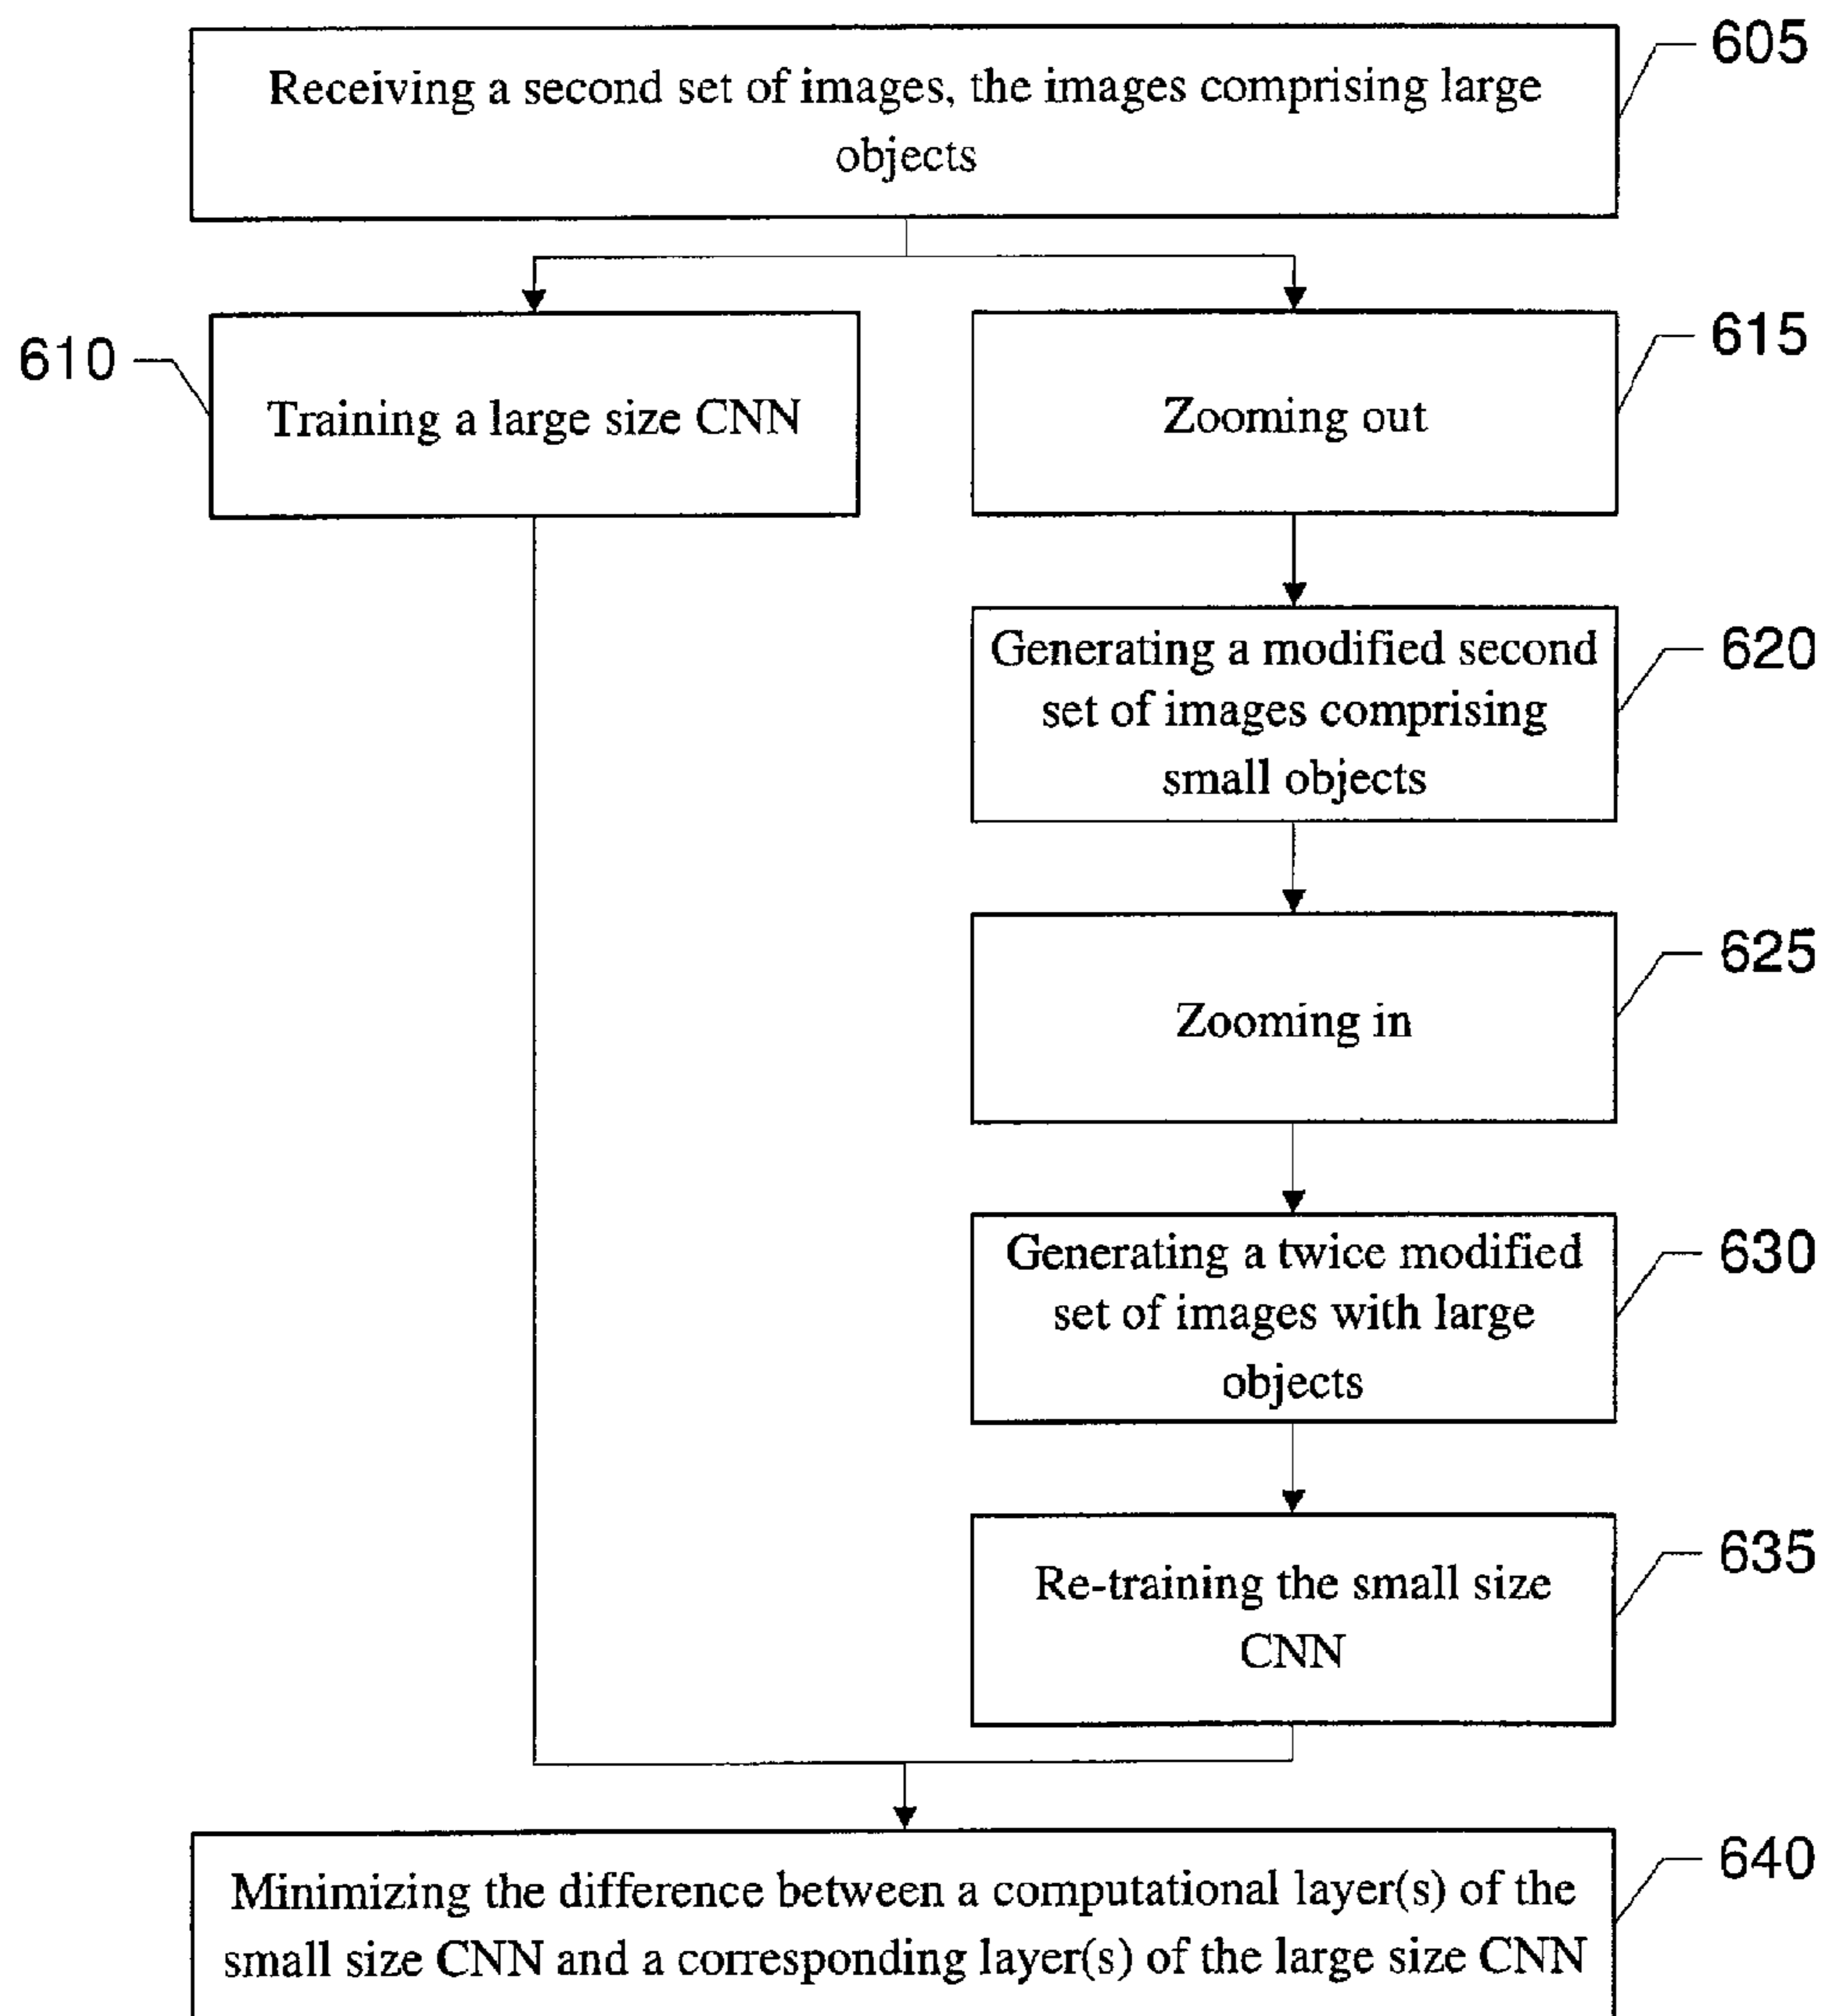 605
Receiving a second set of images, the images comprising large
objects
610
Training a large size CNN
615
Zooming out
620
Generating a modified second
set of images comprising
small objects
625
Zooming in
630
Generating a twice modified
set of images with large
objects
635
Re-training the small size
CNN
640
Minimizing the difference between a computational layer(s) of the
small size CNN and a corresponding layer(s) of the large size CNN